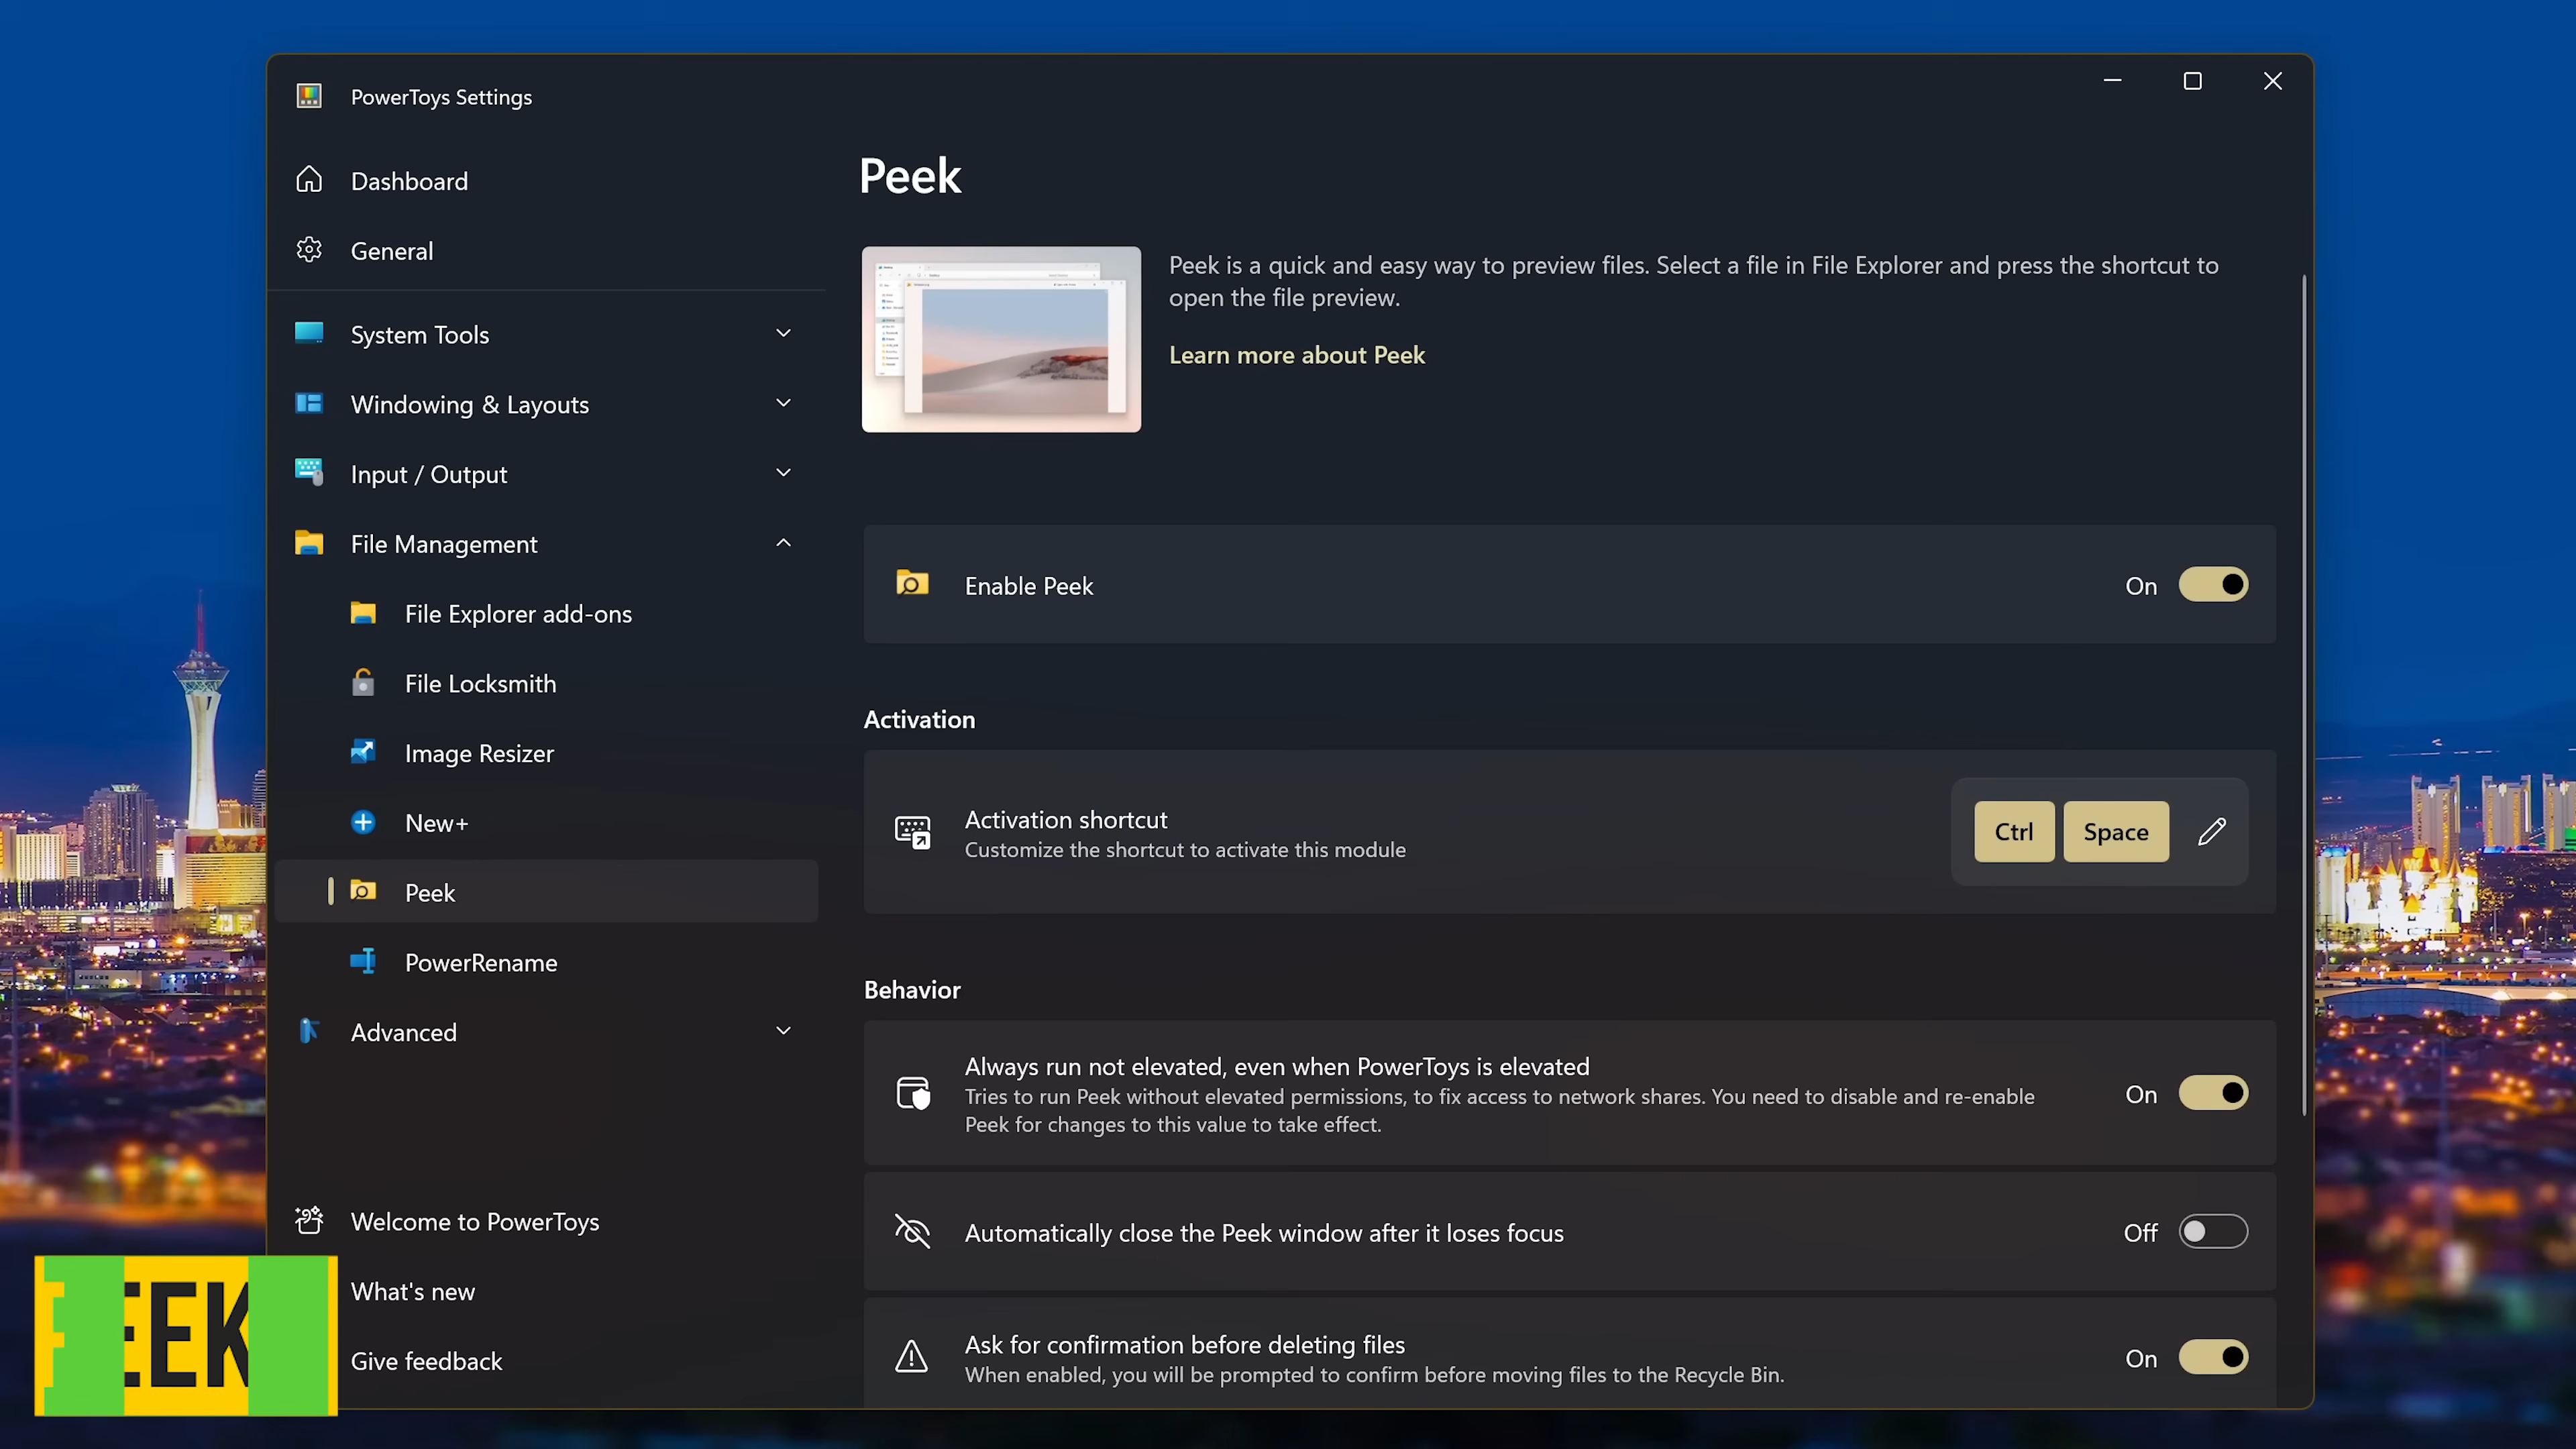 PowerToys Settings
Dashboard
General
System Tools
Windowing & Layouts
Input / Output
File Management
File Explorer add-ons
File Locksmith
Image Resizer
New+
Peek
PowerRename
Advanced
Welcome to PowerToys
What's new
Give feedback
Peek
Peek is a quick and easy way to preview files. Select a file in File Explorer and press the shortcut to
open the file preview.
Learn more about Peek
Enable Peek
On
Activation
Activation shortcut
Customize the shortcut to activate this module
Ctrl Space
Behavior
Always run not elevated, even when PowerToys is elevated
Tries to run Peek without elevated permissions, to fix access to network shares. You need to disable and re-enable
Peek for changes to this value to take effect.
On
Automatically close the Peek window after it loses focus
Off
Ask for confirmation before deleting files
When enabled, you will be prompted to confirm before moving files to the Recycle Bin.
On
PEEK